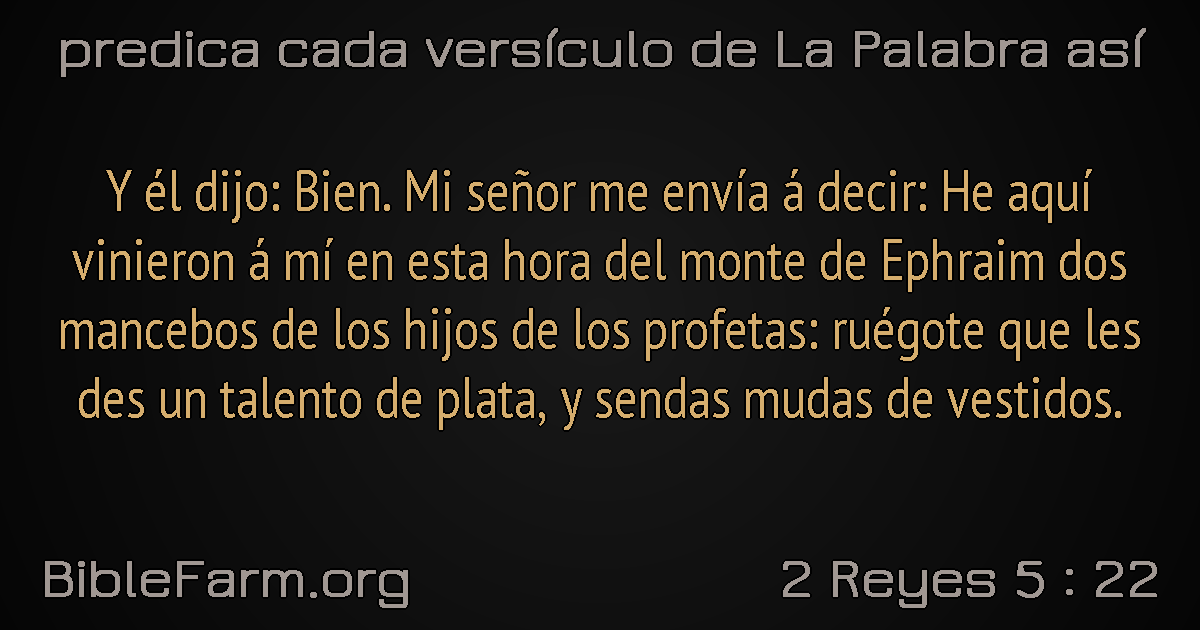 predica cada versículo de La Palabra así
Y él dijo: Bien. Mi señor me envía á decir: He aquí
vinieron á mí en esta hora del monte de Ephraim dos
mancebos de los hijos de los profetas: ruégote que les
des un talento de plata, y sendas mudas de vestidos.
BibleFarm.org
2 Reyes 5 : 22